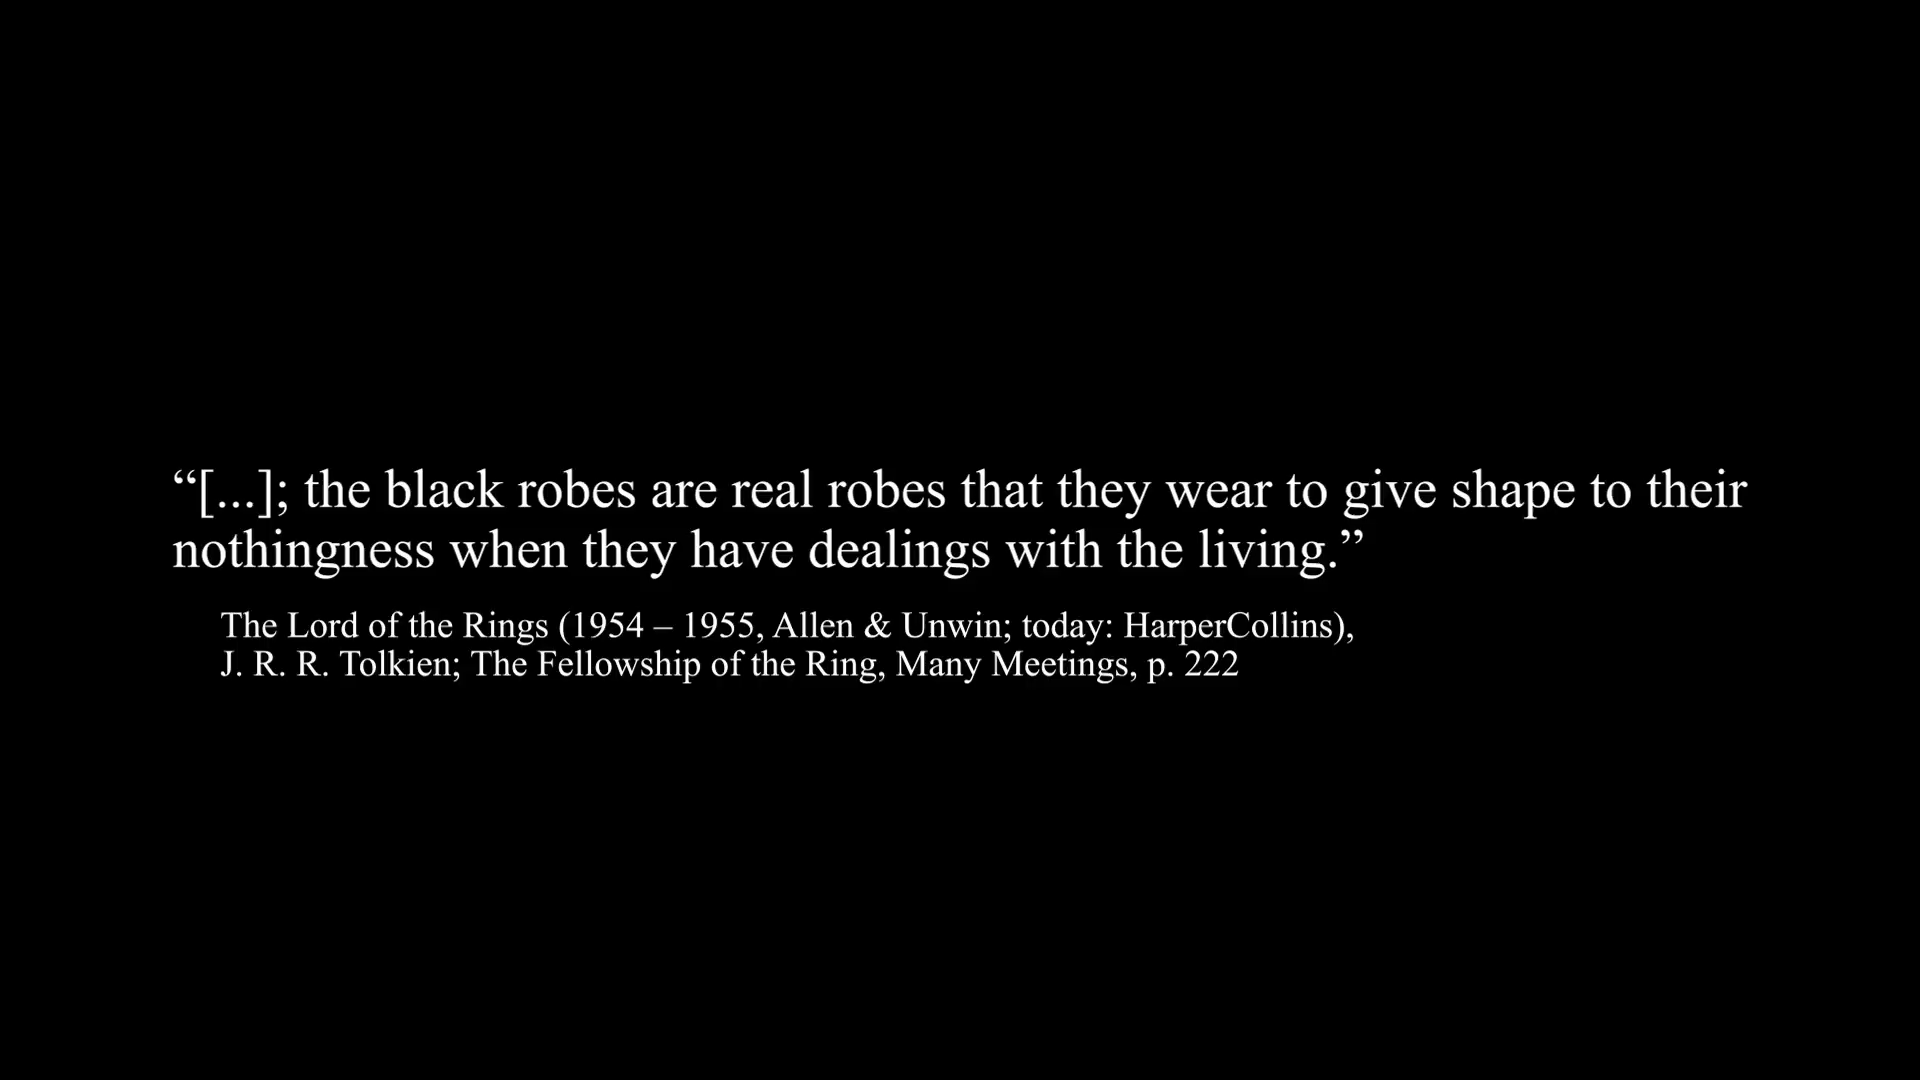 “[...]; the black robes are real robes that they wear to give shape to their
nothingness when they have dealings with the living.”
The Lord of the Rings (1954 – 1955, Allen & Unwin; today: HarperCollins),
J. R. R. Tolkien; The Fellowship of the Ring, Many Meetings, p. 222